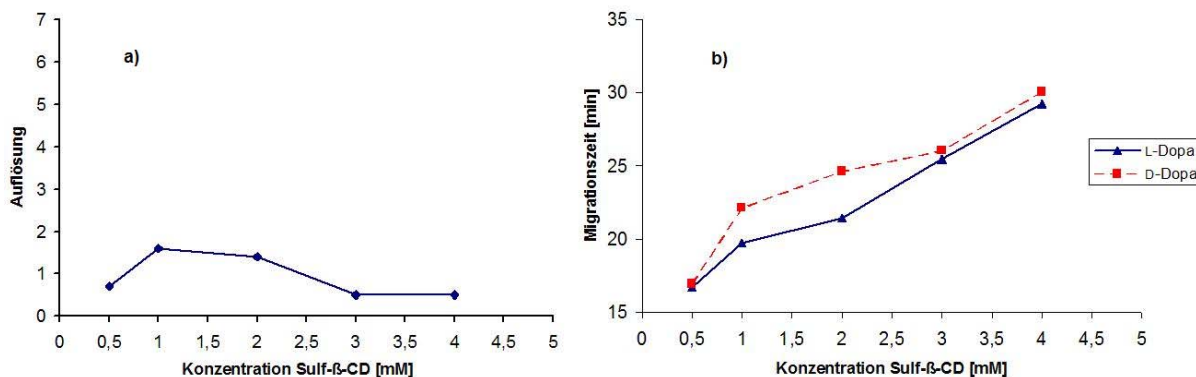 a)
Auflösung
7
6
5
4
3
2
1
0
0 0,5 1 1,5 2 2,5 3 3,5 4 4,5 5
Konzentration Sulf-ß-CD [mM]
b)
Migrationszeit [min]
35
30
25
20
15
0 0,5 1 1,5 2 2,5 3 3,5 4 4,5 5
Konzentration Sulf-ß-CD [mM]
L-Dopa
D-Dopa